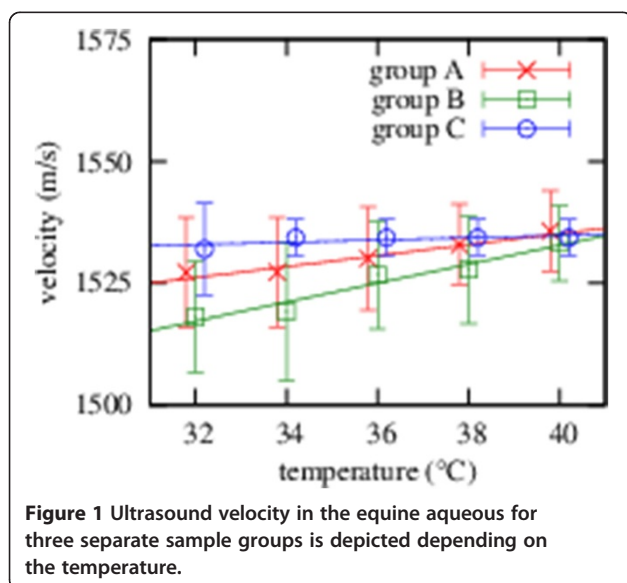 1575
1550
1525
1500
velocity (m/s)
group A
group B
group C
32 34 36 38 40
temperature (°C)
Figure 1 Ultrasound velocity in the equine aqueous for
three separate sample groups is depicted depending on
the temperature.